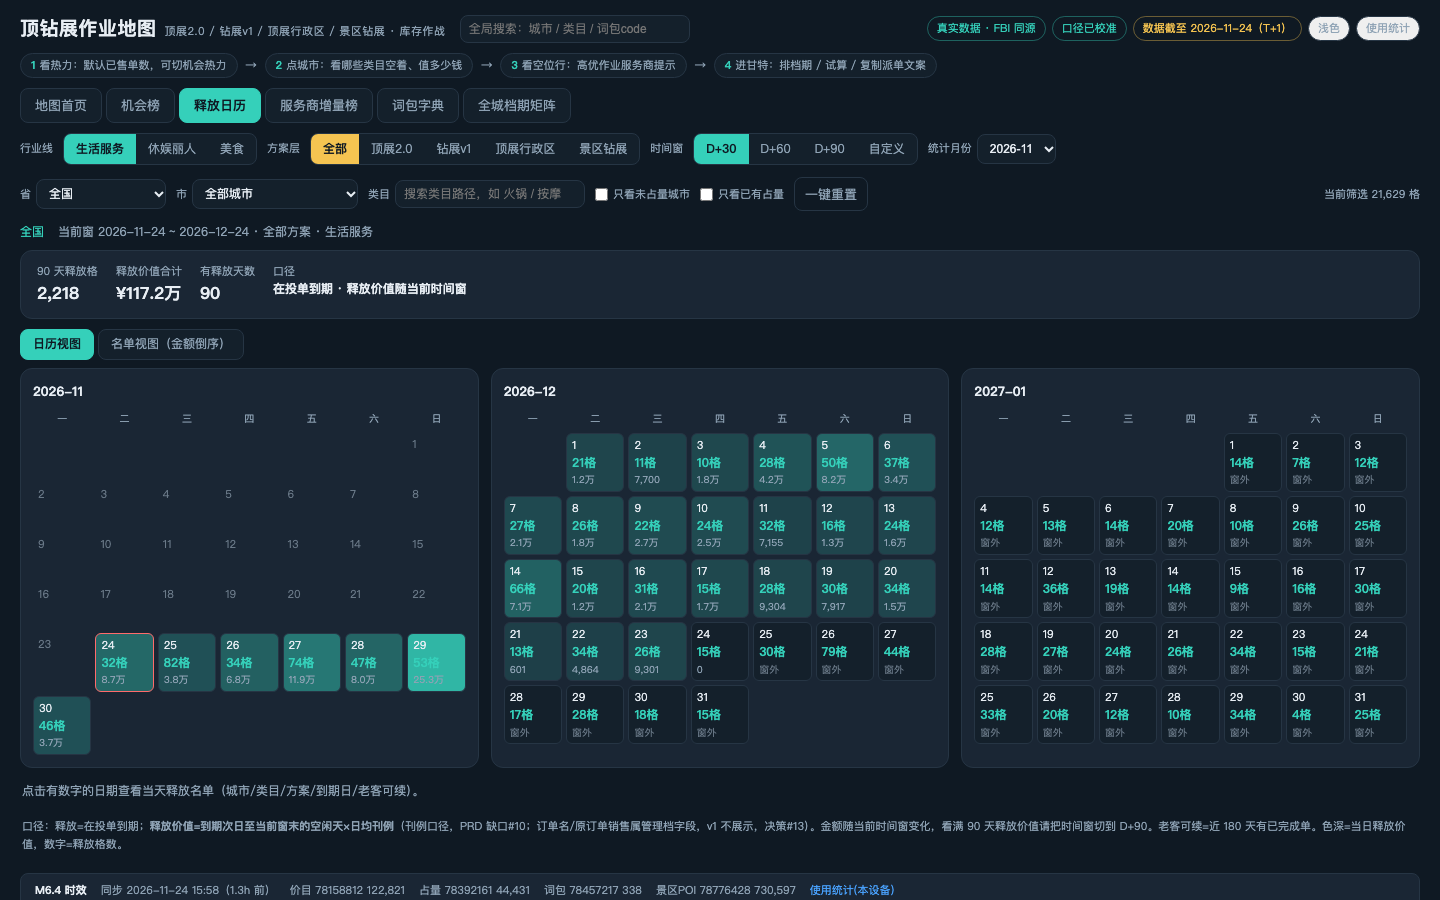 顶钻展作业地图 顶展2.0 / 钻展v1 / 顶展行政区 / 景区钻展 · 库存作战 全局搜索：城市 / 类目 / 词包code 真实数据 · FBI 同源 口径已校准 数据截至 2026-11-24（T+1） 浅色 使用统计
1 看热力：默认已售单数，可切机会热力 → 2 点城市：看哪些类目空着、值多少钱 → 3 看空位行：高优作业服务商提示 → 4 进甘特：排档期 / 试算 / 复制派单文案
地图首页 机会榜 释放日历 服务商增量榜 词包字典 全城档期矩阵
行业线 生活服务 休娱丽人 美食 方案层 全部 顶展2.0 钻展v1 顶展行政区 景区钻展 时间窗 D+30 D+60 D+90 自定义 统计月份 2026-11
省 全国 市 全部城市 类目 搜索类目路径，如 火锅 / 按摩 只看未占量城市 只看已有占量 一键重置 当前筛选 21,629 格
全国 当前窗 2026-11-24 ~ 2026-12-24 · 全部方案 · 生活服务
90 天释放格 释放价值合计 有释放天数 口径
2,218 ¥117.2万 90 在投单到期 · 释放价值随当前时间窗
日历视图 名单视图（金额倒序）
2026-11
一 二 三 四 五 六 日
1
2 3 4 5 6 7 8
9 10 11 12 13 14 15
16 17 18 19 20 21 22
23 24 25 26 27 28 29
32格 82格 34格 74格 47格 53格
8.7万 3.8万 6.8万 11.9万 8.0万 25.3万
30
46格
3.7万
2026-12
一 二 三 四 五 六 日
1 2 3 4 5 6
21格 11格 10格 28格 50格 37格
1.2万 7,700 1.8万 4.2万 8.2万 3.4万
7 8 9 10 11 12 13
27格 26格 22格 24格 32格 16格 24格
2.1万 1.8万 2.7万 2.5万 7,155 1.3万 1.6万
14 15 16 17 18 19 20
66格 20格 31格 15格 28格 30格 34格
7.1万 1.2万 2.1万 1.7万 9,304 7,917 1.5万
21 22 23 24 25 26 27
13格 34格 26格 15格 30格 79格 44格
601 4,864 9,301 0 窗外 窗外 窗外
28 29 30 31
17格 28格 18格 15格
窗外 窗外 窗外 窗外
2027-01
一 二 三 四 五 六 日
1 2 3
14格 7格 12格
窗外 窗外 窗外
4 5 6 7 8 9 10
12格 13格 14格 20格 10格 26格 25格
窗外 窗外 窗外 窗外 窗外 窗外 窗外
11 12 13 14 15 16 17
14格 36格 19格 14格 9格 16格 30格
窗外 窗外 窗外 窗外 窗外 窗外 窗外
18 19 20 21 22 23 24
28格 27格 24格 26格 34格 15格 21格
窗外 窗外 窗外 窗外 窗外 窗外 窗外
25 26 27 28 29 30 31
33格 20格 12格 10格 34格 4格 25格
窗外 窗外 窗外 窗外 窗外 窗外 窗外
点击有数字的日期查看当天释放名单（城市/类目/方案/到期日/老客可续）。
口径：释放=在投单到期；释放价值=到期次日至当前窗末的空闲天×日均刊例（刊例口径，PRD 缺口#10；订单名/原订单销售属管理档字段，v1 不展示，决策#13）。金额随当前时间窗变化，看满 90 天释放价值请把时间窗切到 D+90。老客可续=近 180 天有已完成单。色深=当日释放价
值，数字=释放格数。
M6.4 时效 同步 2026-11-24 15:58（1.3h 前） 价目 78158812 122,821 占量 78392161 44,431 词包 78457217 338 景区POI 78776428 730,597 使用统计(本设备)